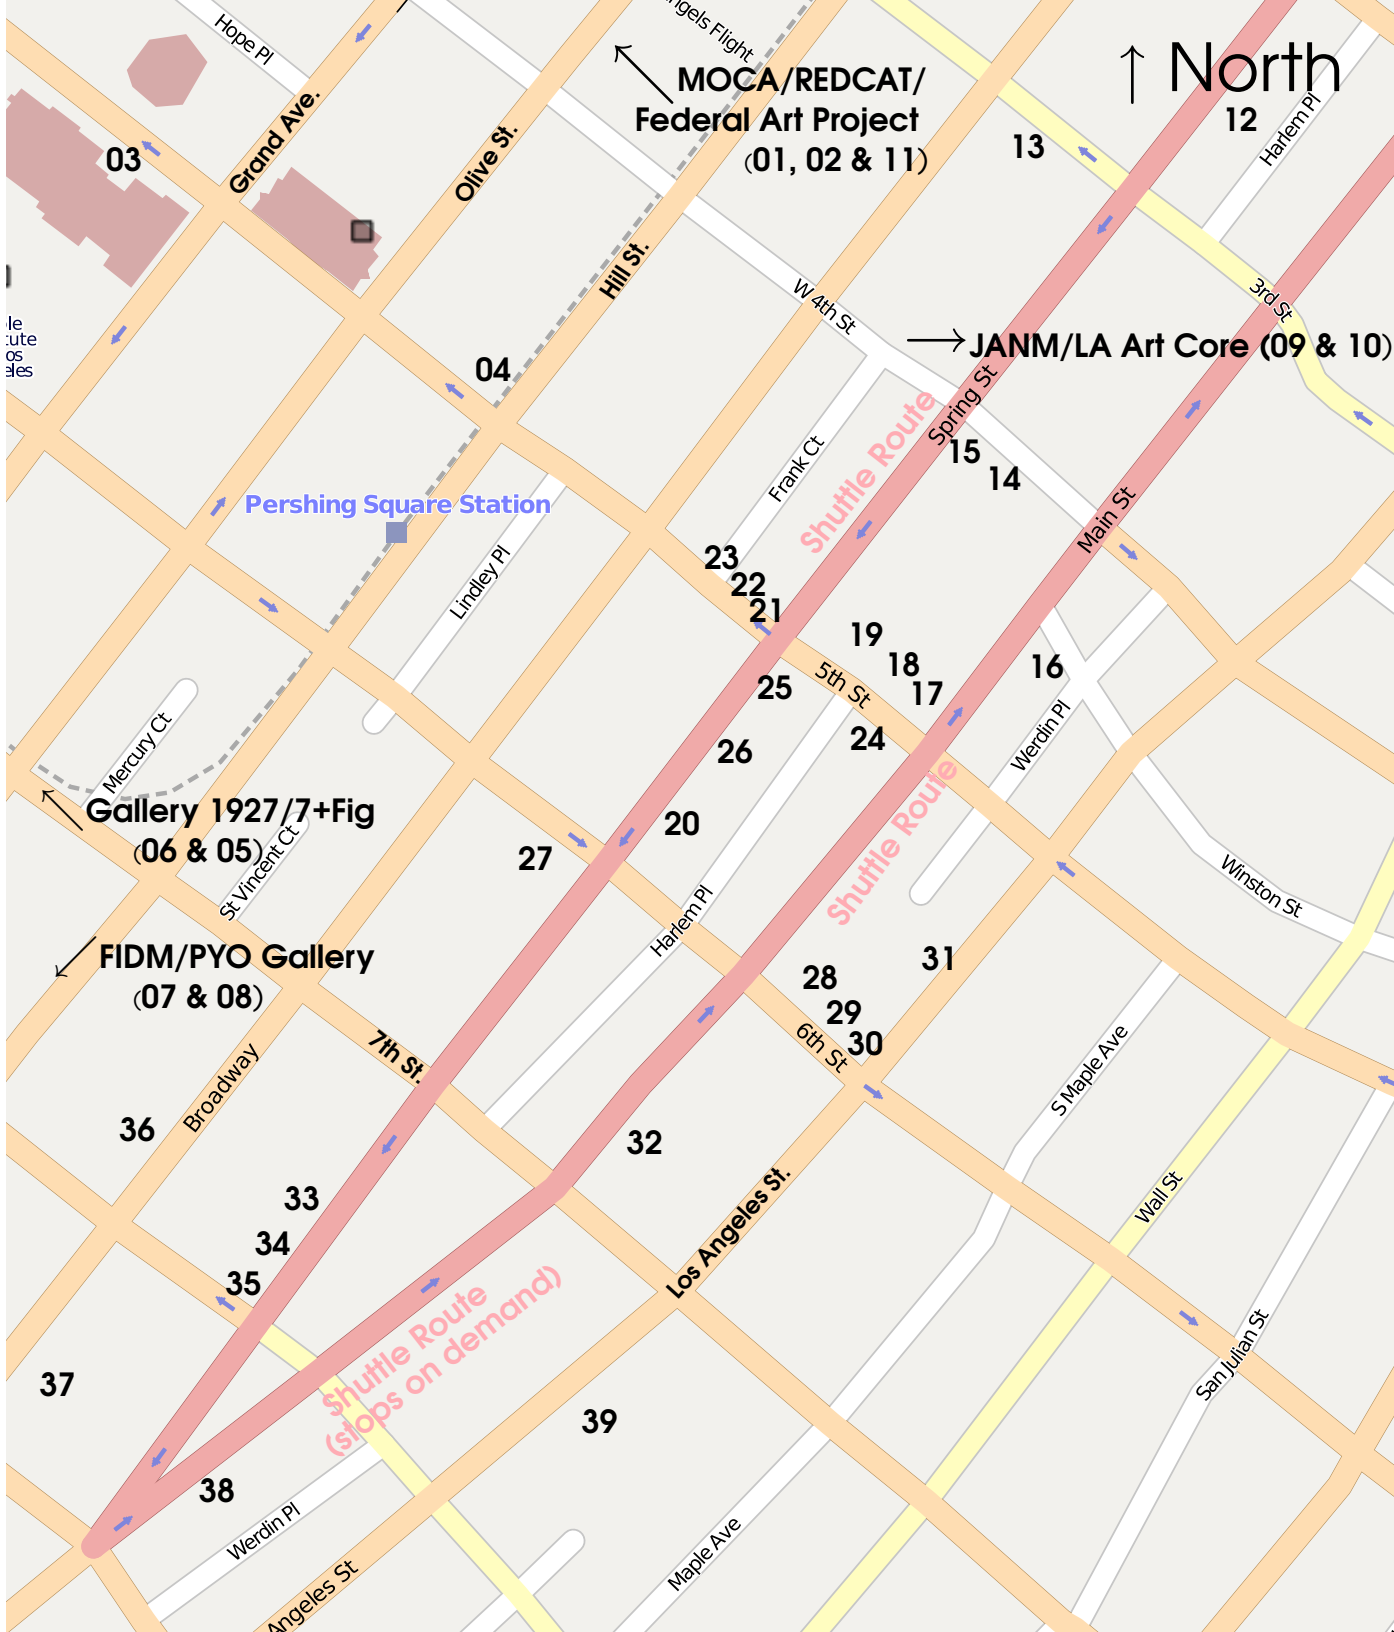 Hope Pl
ngels Flight
North
MOCA/REDCAT/
Federal Art Project
(01, 02 & 11)
12
13
Harlem Pl
03
Grand Ave.
Olive St.
Hill St.
W 4th St
3rd St
le
cute
os
eles
JANM/LA Art Core (09 & 10)
04
Spring St
Shuttle Route
15
14
Frank Ct
Pershing Square Station
Main St
23
22
21
Lindley Pl
19
18
17
16
25
5th St
24
Werdin Pl
26
Mercury Ct
Gallery 1927/7+Fig
(06 & 05)
20
27
Shuttle Route
St Vincent Ct
Winston St
Harlem Pl
FIDM/PYO Gallery
(07 & 08)
31
28
29
30
6th St
7th St.
Broadway
S Maple Ave
36
32
33
34
35
Los Angeles St.
Wall St
Shuttle Route
(stops on demand)
San Julian St
37
39
38
Werdin Pl
Maple Ave
Angeles St